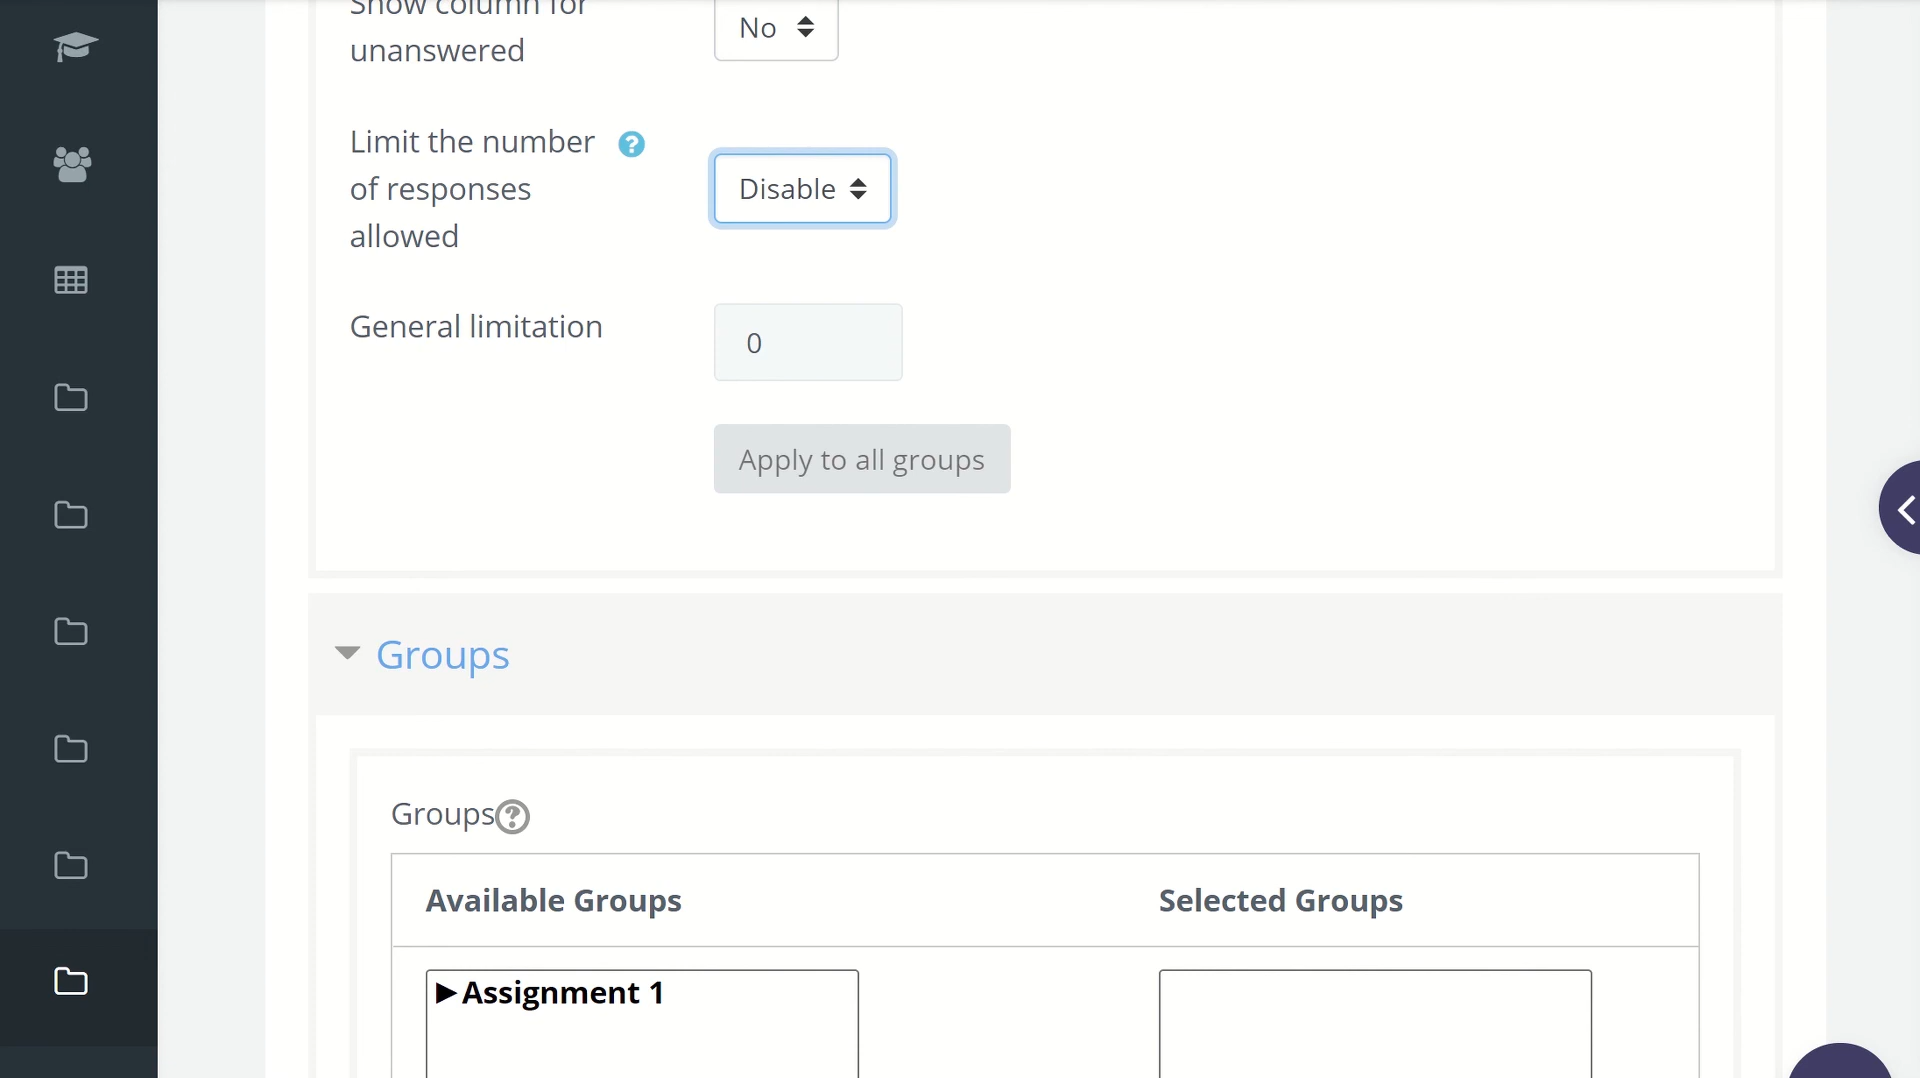 Show column for
unanswered
No
Limit the number
of responses
allowed
Disable
General limitation
0
Apply to all groups
Groups
Groups
Available Groups
Selected Groups
Assignment 1